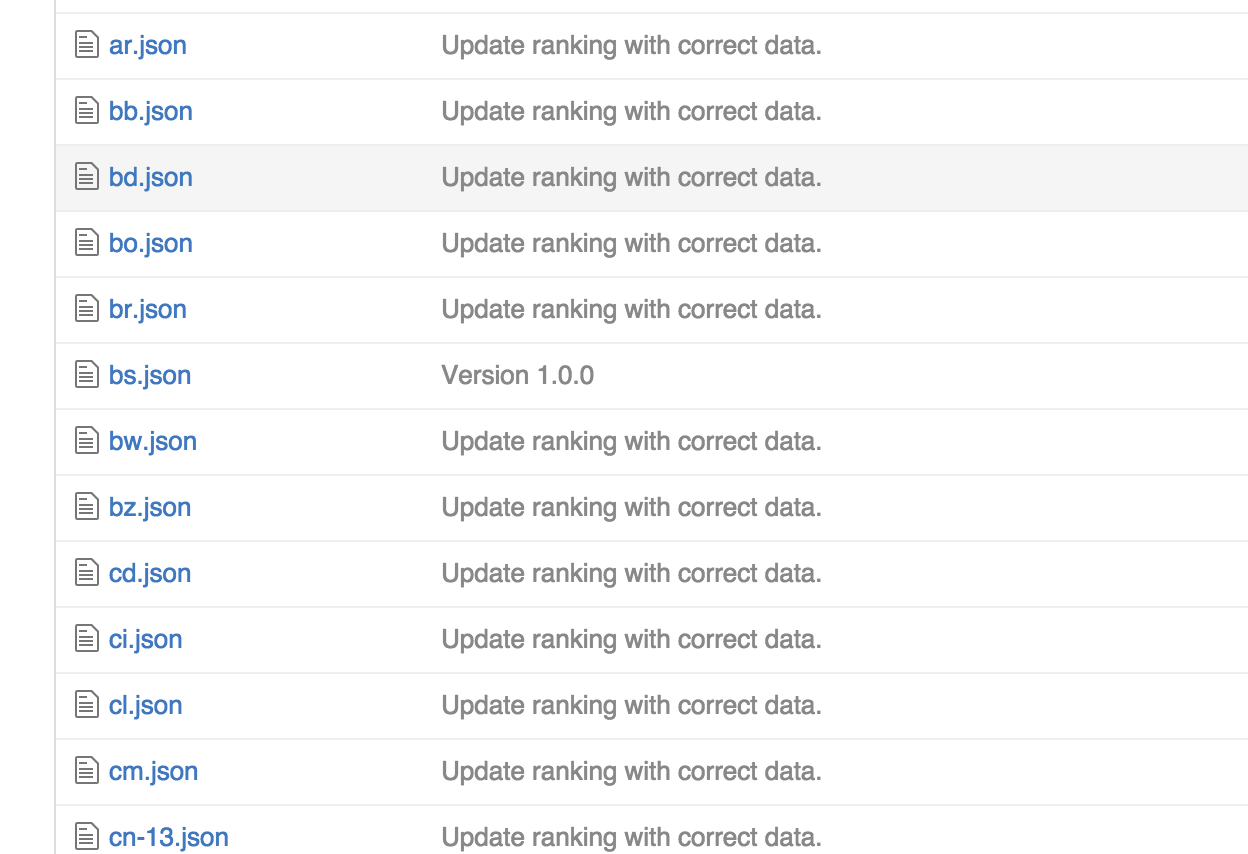 ar.json Update ranking with correct data.
bb.json Update ranking with correct data.
bd.json Update ranking with correct data.
bo.json Update ranking with correct data.
br.json Update ranking with correct data.
bs.json Version 1.0.0
bw.json Update ranking with correct data.
bz.json Update ranking with correct data.
cd.json Update ranking with correct data.
ci.json Update ranking with correct data.
cl.json Update ranking with correct data.
cm.json Update ranking with correct data.
cn-13.json Update ranking with correct data.